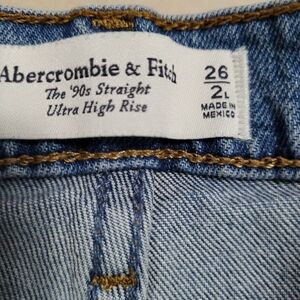 Abercrombie & Fitch
The '90s Straight
Ultra High Rise
26
2L
MADE IN
MEXICO